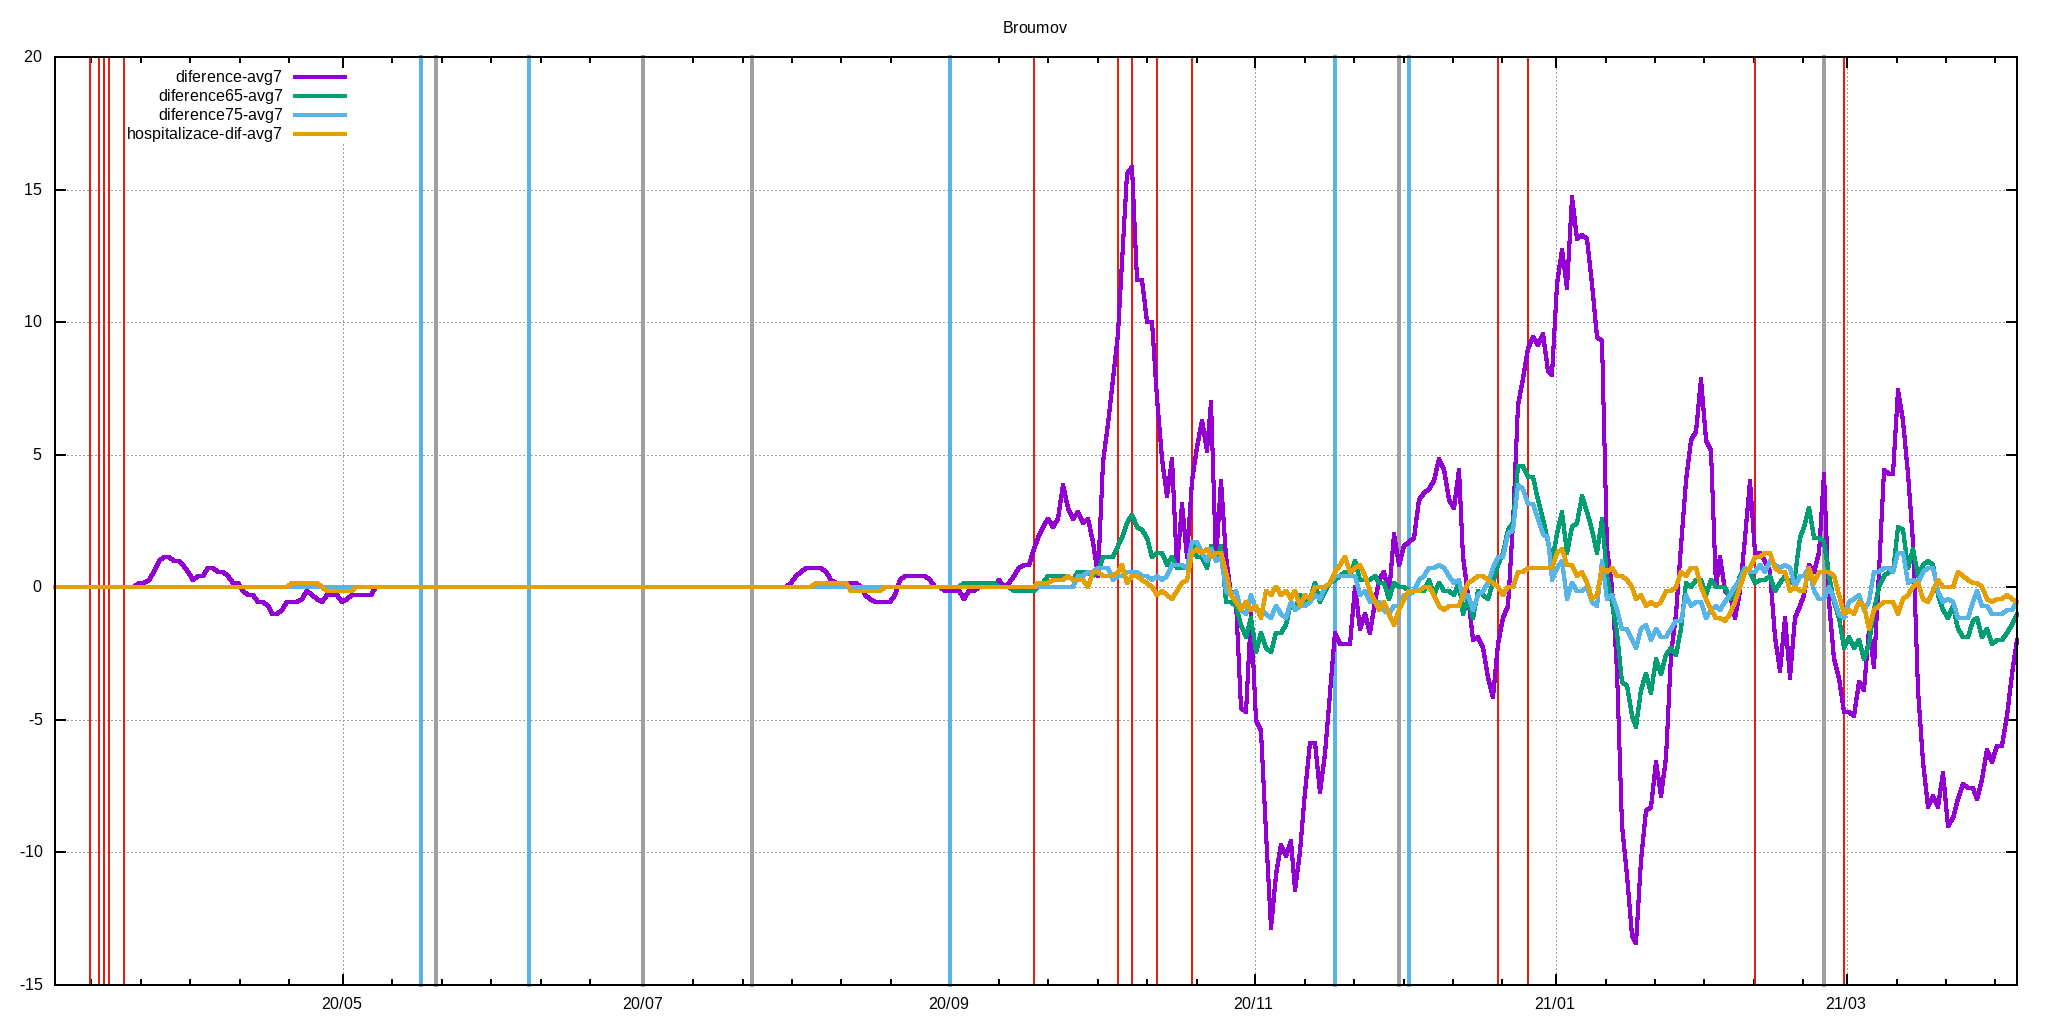 Broumov
20
diference-avg7
diference65-avg7
diference75-avg7
hospitalizace-dif-avg7
15
10
5
0
-5
-10
-15
20/05 20/07 20/09 20/11 21/01 21/03